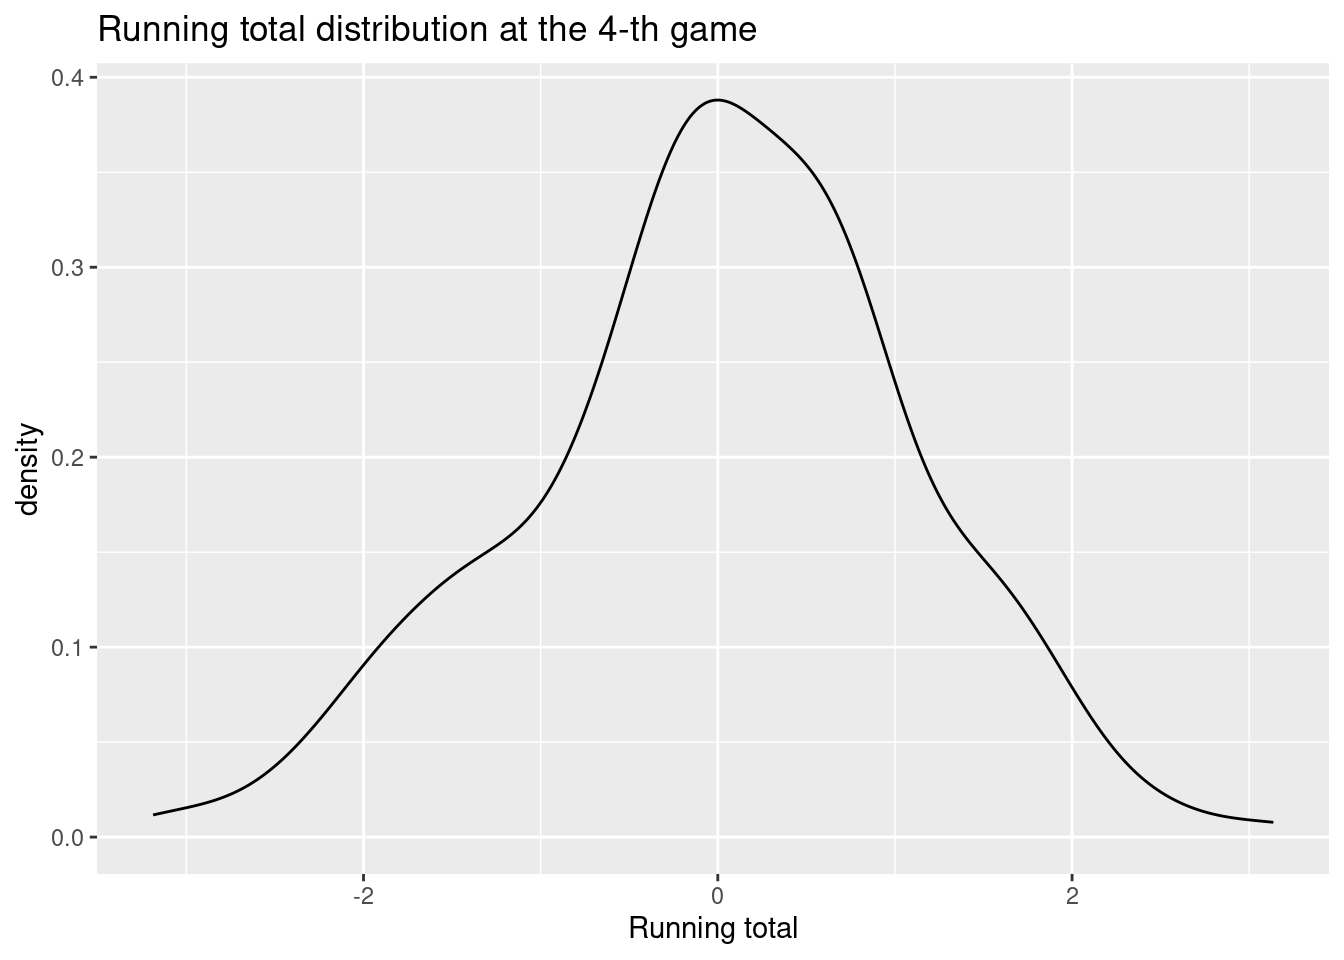 Running total distribution at the 4-th game
density
0.4
0.3
0.2
0.1
0.0
-2 0 2
Running total